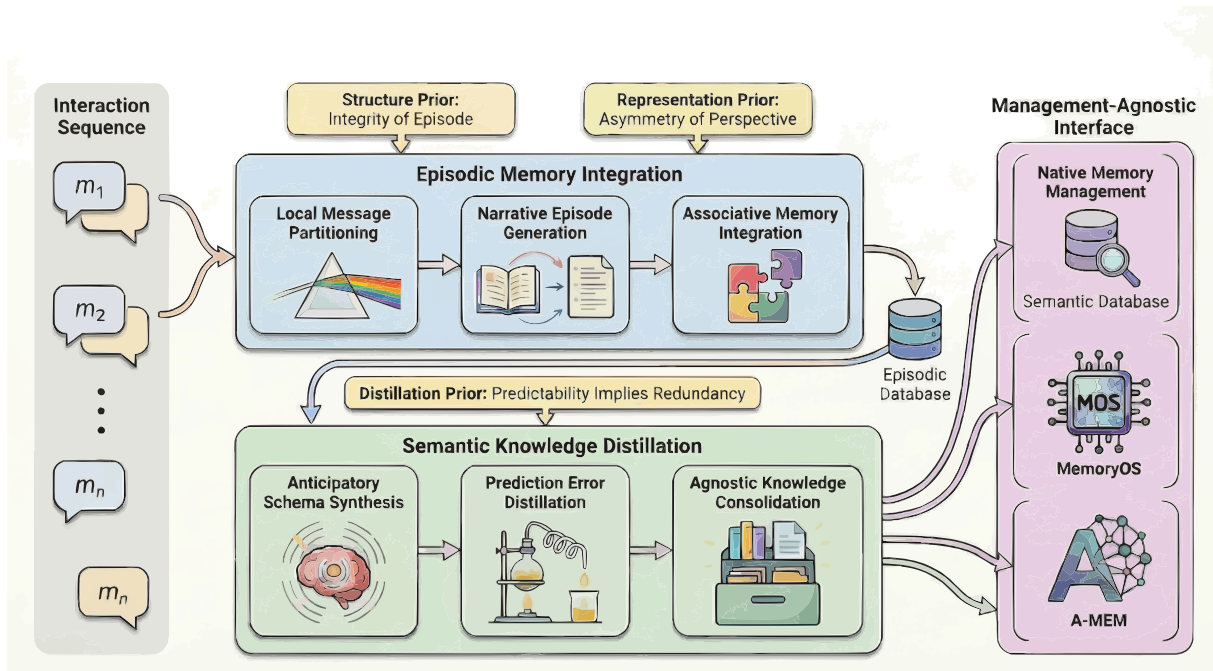 Interaction
Sequence
m1
m2
mn
mn
Structure Prior:
Integrity of Episode
Representation Prior:
Asymmetry of Perspective
Episodic Memory Integration
Local Message
Partitioning
Narrative Episode
Generation
Associative Memory
Integration
Episodic
Database
Distillation Prior: Predictability Implies Redundancy
Semantic Knowledge Distillation
Anticipatory
Schema Synthesis
Prediction Error
Distillation
Agnostic Knowledge
Consolidation
Management-Agnostic
Interface
Native Memory
Management
Semantic Database
MOS
MemoryOS
A-MEM